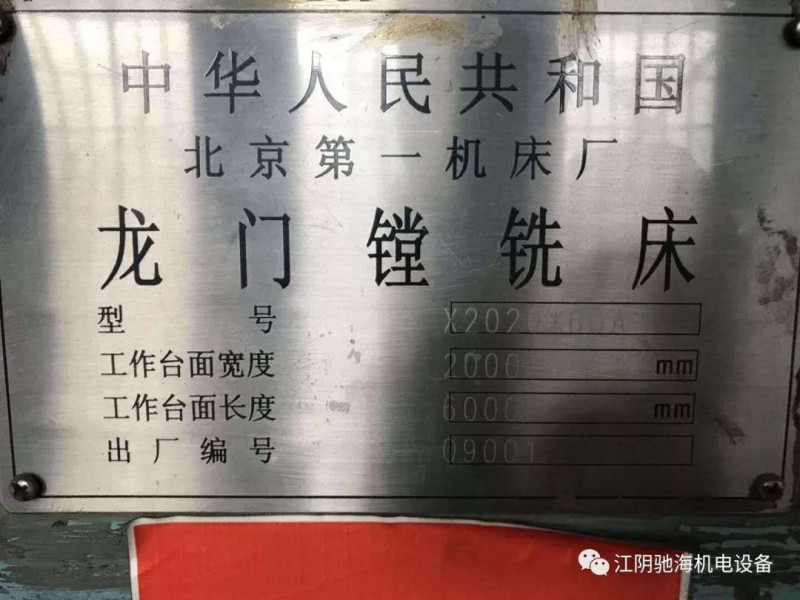 中华人民共和国
北京第一机床厂
龙门镗铣床
型号 X2020X60A
工作台面宽度 2000 mm
工作台面长度 6000 mm
出厂编号 09001
江阴驰海机电设备